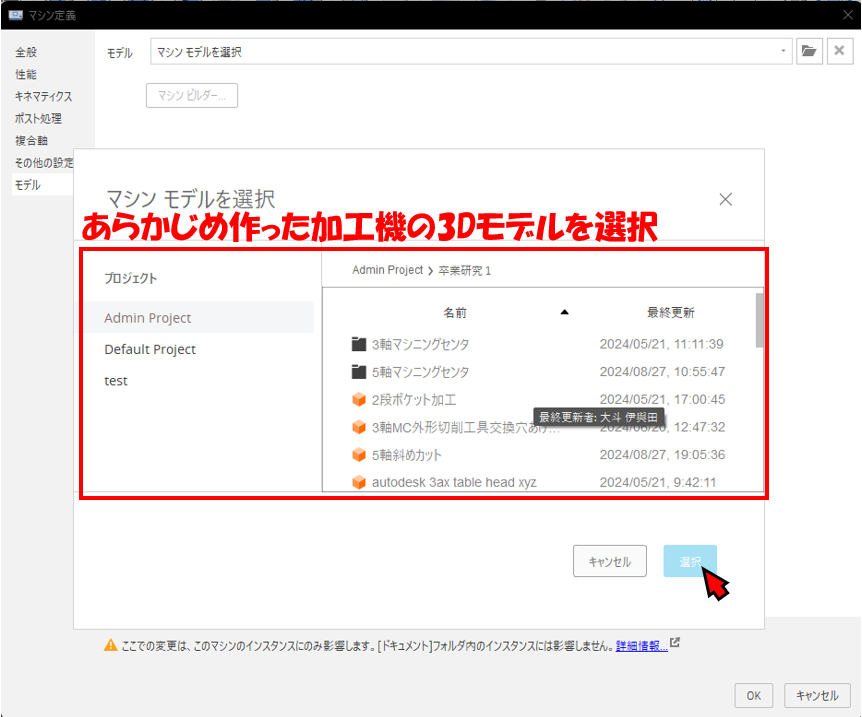 マシン定義
全般
性能
キネマティクス
ポスト処理
複合軸
その他の設定
モデル
モデル
マシン モデルを選択
マシン ビルダー...
マシン モデルを選択
あらかじめ作った加工機の3Dモデルを選択
プロジェクト
Admin Project
Default Project
test
Admin Project > 卒業研究1
名前 最終更新
3軸マシニングセンタ 2024/05/21, 11:11:39
5軸マシニングセンタ 2024/08/27, 10:55:47
2段ポケット加工 2024/05/21, 17:00:45
最終更新者: 大斗 伊與田
3軸MC外形切削工具交換穴あけ... 2024/06/20, 12:47:32
5軸斜めカット 2024/08/27, 19:05:36
autodesk 3ax table head xyz 2024/05/21, 9:42:11
キャンセル 選択
ここでの変更は、このマシンのインスタンスにのみ影響します。[ドキュメント]フォルダ内のインスタンスには影響しません。詳細情報...
OK キャンセル